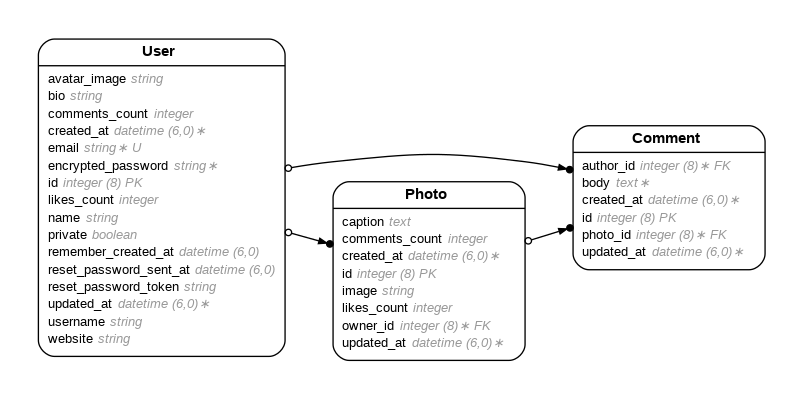 User
avatar_image string
bio string
comments_count integer
created_at datetime (6,0)∗
email string∗ U
encrypted_password string∗
id integer (8) PK
likes_count integer
name string
private boolean
remember_created_at datetime (6,0)
reset_password_sent_at datetime (6,0)
reset_password_token string
updated_at datetime (6,0)∗
username string
website string
Photo
caption text
comments_count integer
created_at datetime (6,0)∗
id integer (8) PK
image string
likes_count integer
owner_id integer (8)∗ FK
updated_at datetime (6,0)∗
Comment
author_id integer (8)∗ FK
body text∗
created_at datetime (6,0)∗
id integer (8) PK
photo_id integer (8)∗ FK
updated_at datetime (6,0)∗